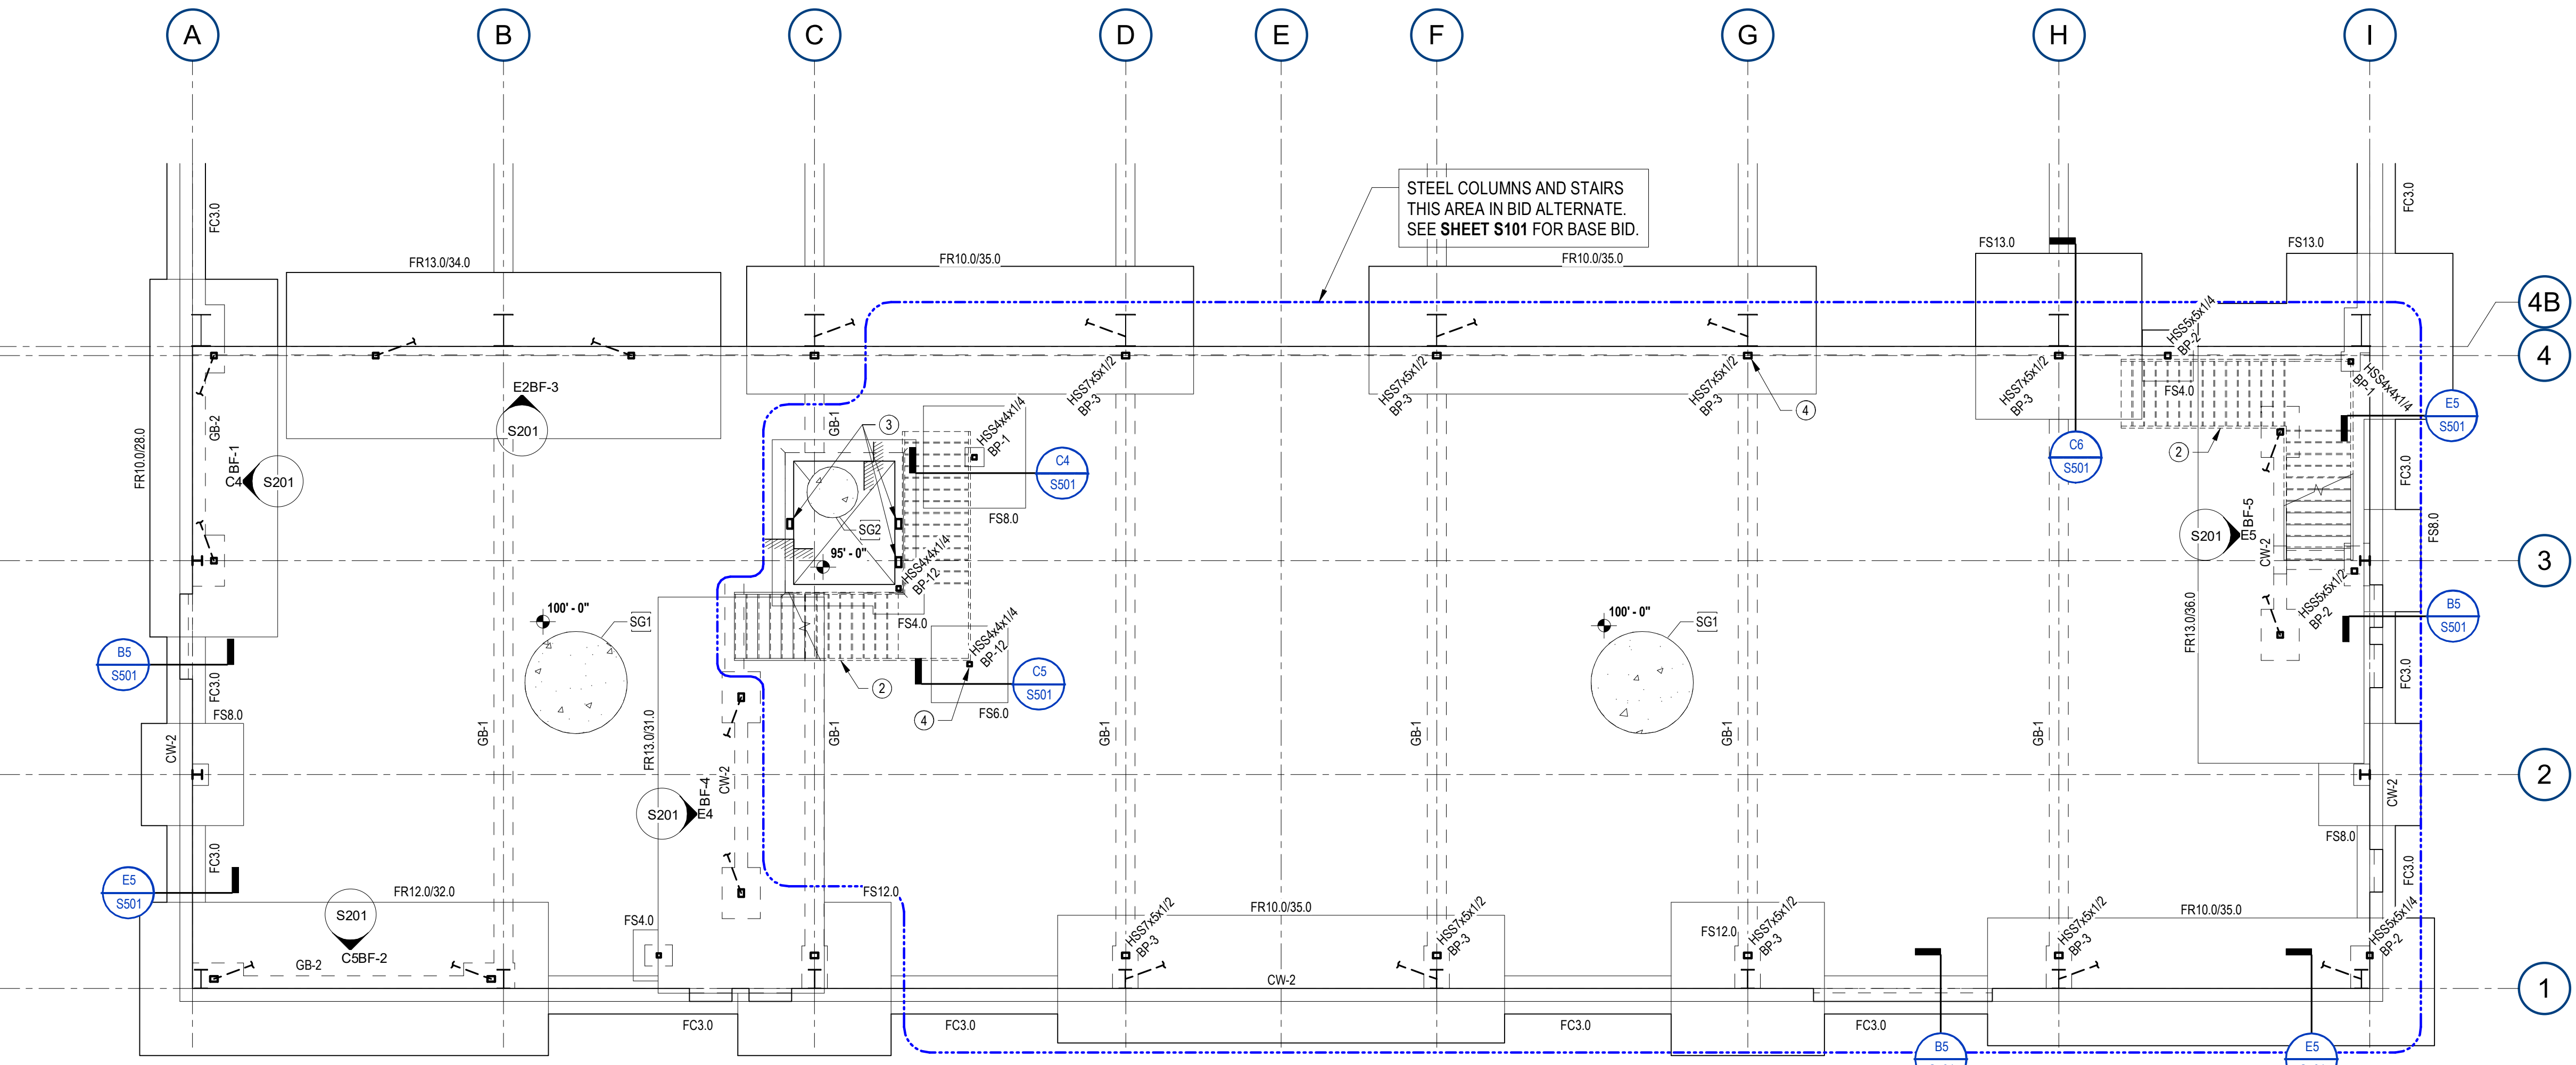 A
B
C
D
E
F
G
H
I
STEEL COLUMNS AND STAIRS
THIS AREA IN BID ALTERNATE.
SEE SHEET S101 FOR BASE BID.
FC3.0
FC3.0
FS13.0
FS13.0
FR13.0/34.0
FR10.0/35.0
FR10.0/35.0
4B
4
HSS5x5x1/4
BP-2
HSS7x5x1/2
BP-3
HSS7x5x1/2
BP-3
HSS7x5x1/2
BP-3
HSS7x5x1/2
BP-3
HSS4x4x1/4
BP-1
FS4.0
E2
BF-3
S201
GB-2
GB-1
3
HSS4x4x1/4
BP-1
4
E5
S501
FR10.0/28.0
BF-1
C4
S201
C4
S501
C6
S501
2
FC3.0
SG2
FS8.0
FS8.0
BF-5
S201
E5
CW-2
95' - 0"
HSS4x4x1/4
BP-12
3
HSS5x5x1/2
BP-2
100' - 0"
SG1
FS4.0
HSS4x4x1/4
BP-12
100' - 0"
SG1
FR13.0/36.0
B5
S501
B5
S501
FC3.0
FC3.0
2
C5
S501
FS6.0
4
FS8.0
CW-2
GB-1
FR13.0/31.0
CW-2
GB-1
GB-1
GB-1
GB-1
GB-1
2
BF-4
S201
E4
CW-2
FS8.0
FC3.0
FC3.0
E5
S501
FR12.0/32.0
S201
C5
BF-2
GB-2
FS4.0
FS12.0
FR10.0/35.0
HSS7x5x1/2
BP-3
HSS7x5x1/2
BP-3
FS12.0
HSS7x5x1/2
BP-3
HSS7x5x1/2
BP-3
FR10.0/35.0
HSS5x5x1/4
BP-2
CW-2
1
FC3.0
FC3.0
FC3.0
FC3.0
B5
E5